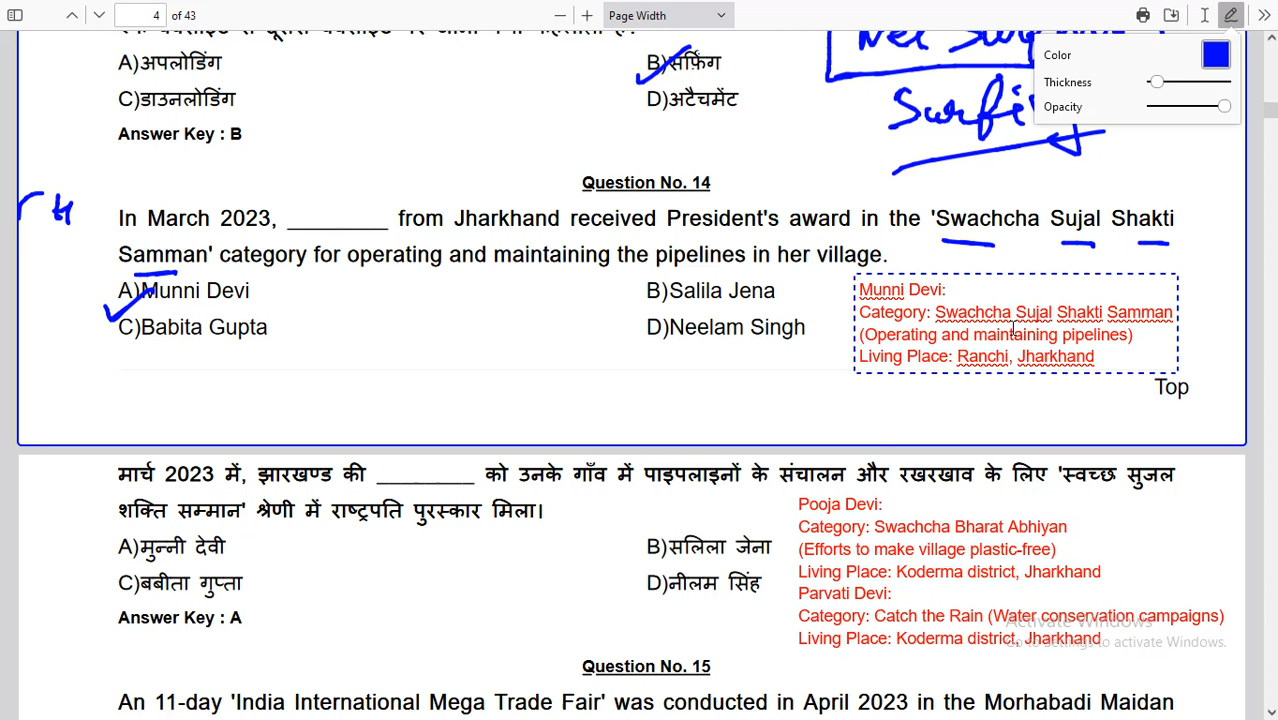 4 of 43
Page Width
A)अपलोडिंग
B)सर्फिंग
C)डाउनलोडिंग
D)अटैचमेंट
Answer Key : B
Surfi
Color
Thickness
Opacity
Question No. 14
In March 2023, ________ from Jharkhand received President's award in the 'Swachcha Sujal Shakti
Samman' category for operating and maintaining the pipelines in her village.
A)Munni Devi
B)Salila Jena
C)Babita Gupta
D)Neelam Singh
Munni Devi:
Category: Swachcha Sujal Shakti Samman
(Operating and maintaining pipelines)
Living Place: Ranchi, Jharkhand
Top
मार्च 2023 में, झारखण्ड की ________ को उनके गाँव में पाइपलाइनों के संचालन और रखरखाव के लिए 'स्वच्छ सुजल
शक्ति सम्मान' श्रेणी में राष्ट्रपति पुरस्कार मिला।
A)मुन्नी देवी
B)सलिला जेना
C)बबीता गुप्ता
D)नीलम सिंह
Answer Key : A
Pooja Devi:
Category: Swachcha Bharat Abhiyan
(Efforts to make village plastic-free)
Living Place: Koderma district, Jharkhand
Parvati Devi:
Category: Catch the Rain (Water conservation campaigns)
Living Place: Koderma district, Jharkhand
Activate Windows
Go to Settings to activate Windows.
Question No. 15
An 11-day 'India International Mega Trade Fair' was conducted in April 2023 in the Morhabadi Maidan